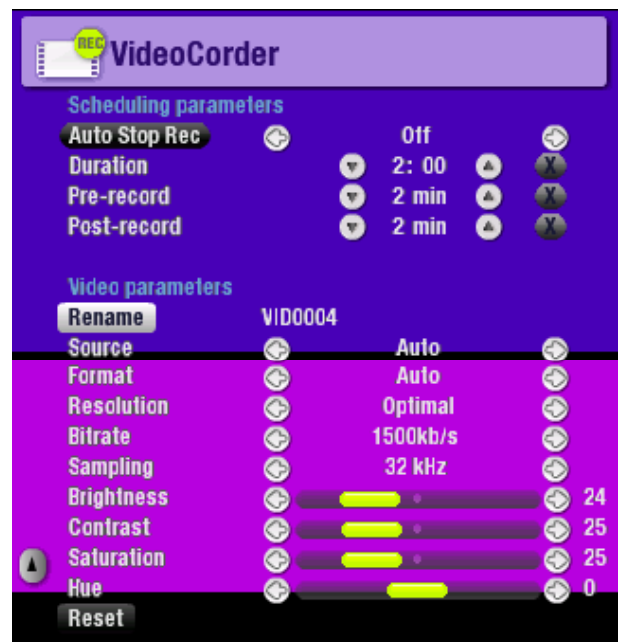 REC VideoCorder
Scheduling parameters
Auto Stop Rec Off
Duration 2: 00 X
Pre-record 2 min X
Post-record 2 min X
Video parameters
Rename VID0004
Source Auto
Format Auto
Resolution Optimal
Bitrate 1500kb/s
Sampling 32 kHz
Brightness 24
Contrast 25
Saturation 25
Hue 0
Reset